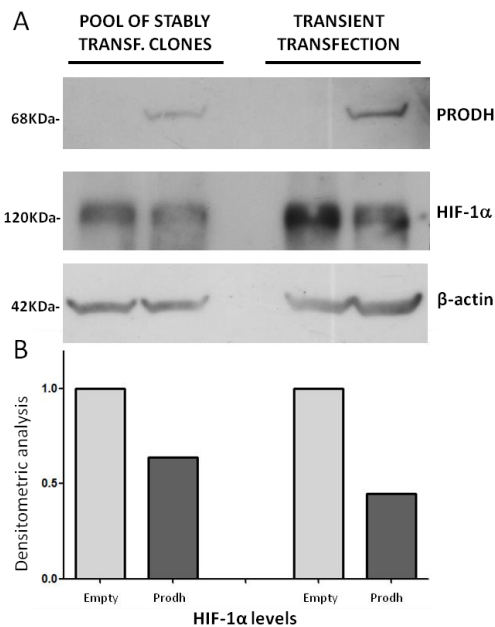 A
POOL OF STABLY
TRANSF. CLONES
TRANSIENT
TRANSFECTION
68KDa-
PRODH
120KDa-
HIF-1α
42KDa-
β-actin
B
Densitometric analysis
1.0
0.5
0.0
Empty
Prodh
Empty
Prodh
HIF-1α levels